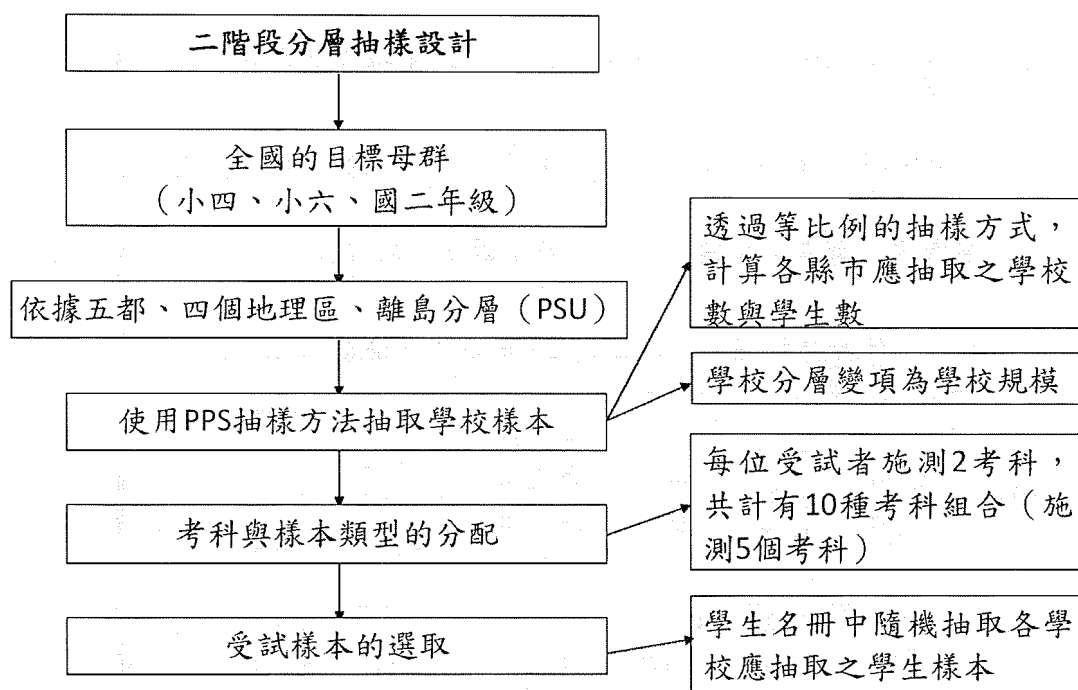 二階段分層抽樣設計
全國的目標母群
（小四、小六、國二年級）
依據五都、四個地理區、離島分層（PSU）
使用PPS抽樣方法抽取學校樣本
考科與樣本類型的分配
受試樣本的選取
透過等比例的抽樣方式，
計算各縣市應抽取之學校
數與學生數
學校分層變項為學校規模
每位受試者施測2考科，
共計有10種考科組合（施
測5個考科）
學生名冊中隨機抽取各學
校應抽取之學生樣本